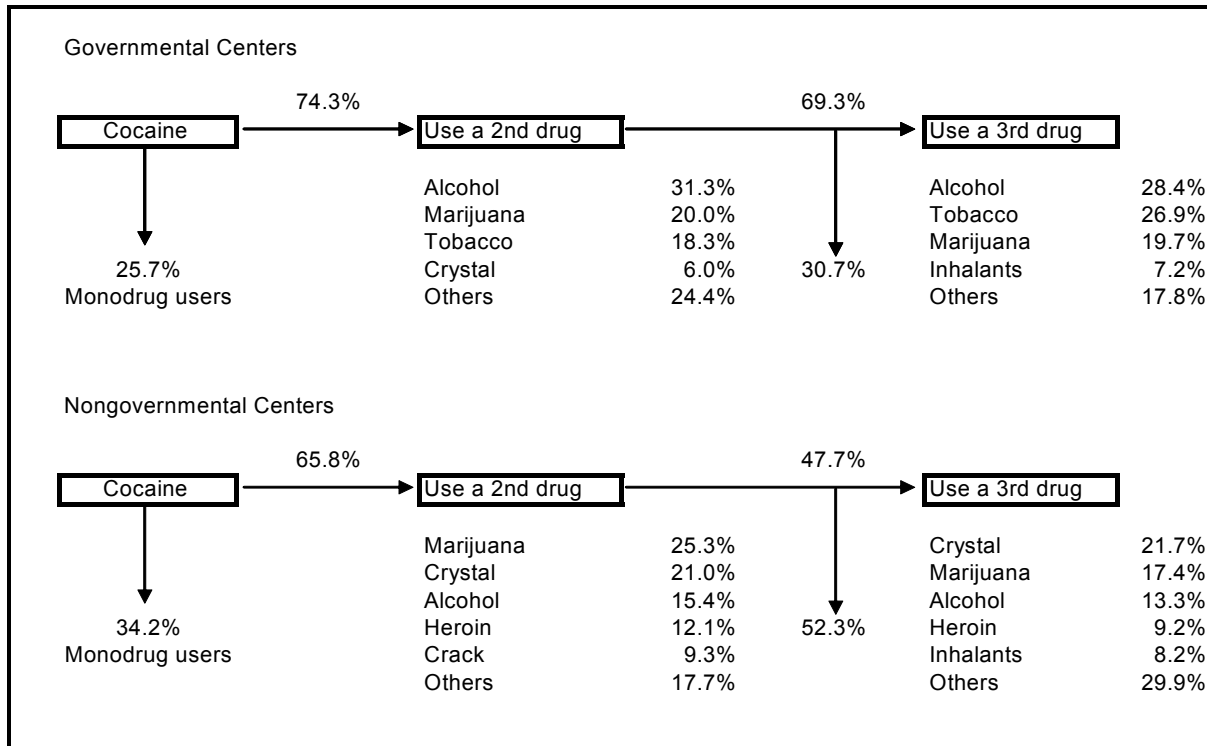 Governmental Centers
74.3% 69.3%
Cocaine Use a 2nd drug Use a 3rd drug
Alcohol 31.3% Alcohol 28.4%
Marijuana 20.0% Tobacco 26.9%
Tobacco 18.3% Marijuana 19.7%
25.7% Crystal 6.0% 30.7% Inhalants 7.2%
Monodrug users Others 24.4% Others 17.8%
Nongovernmental Centers
65.8% 47.7%
Cocaine Use a 2nd drug Use a 3rd drug
Marijuana 25.3% Crystal 21.7%
Crystal 21.0% Marijuana 17.4%
Alcohol 15.4% Alcohol 13.3%
34.2% Heroin 12.1% 52.3% Heroin 9.2%
Monodrug users Crack 9.3% Inhalants 8.2%
Others 17.7% Others 29.9%